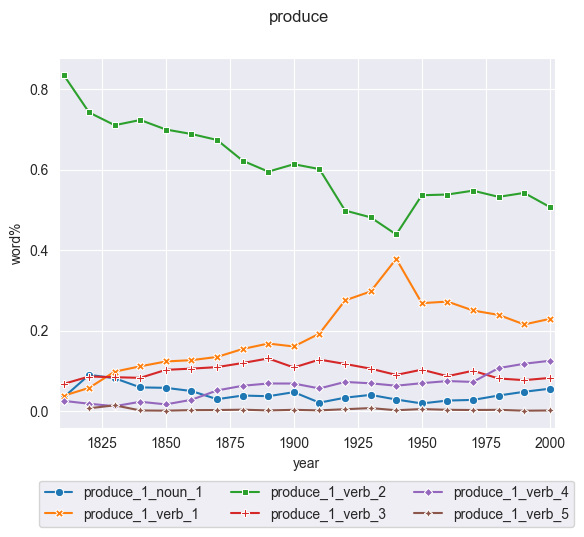 produce
0.8
0.6
0.4
0.2
0.0
word%
1825 1850 1875 1900 1925 1950 1975 2000
year
produce_1_noun_1 produce_1_verb_2 produce_1_verb_4
produce_1_verb_1 produce_1_verb_3 produce_1_verb_5